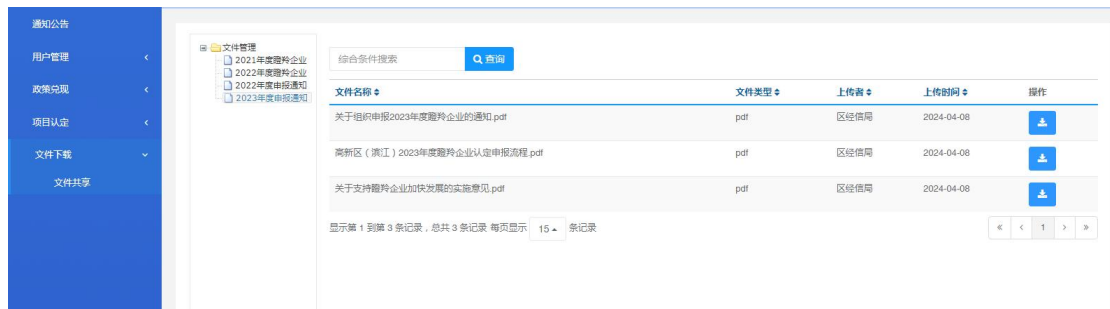 通知公告
用户管理
政策兑现
项目认定
文件下载
文件共享
文件管理
2021年度瞪羚企业
2022年度瞪羚企业
2022年度申报通知
2023年度申报通知
综合条件搜索 查询
文件名称 文件类型 上传者 上传时间 操作
关于组织申报2023年度瞪羚企业的通知.pdf pdf 区经信局 2024-04-08
高新区（滨江）2023年度瞪羚企业认定申报流程.pdf pdf 区经信局 2024-04-08
关于支持瞪羚企业加快发展的实施意见.pdf pdf 区经信局 2024-04-08
显示第 1 到第 3 条记录，总共 3 条记录 每页显示 15 条记录 « ‹ 1 › »